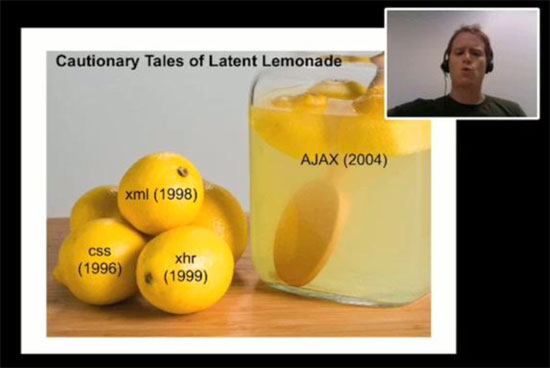 Cautionary Tales of Latent Lemonade
AJAX (2004)
xml (1998)
css
(1996)
xhr
(1999)